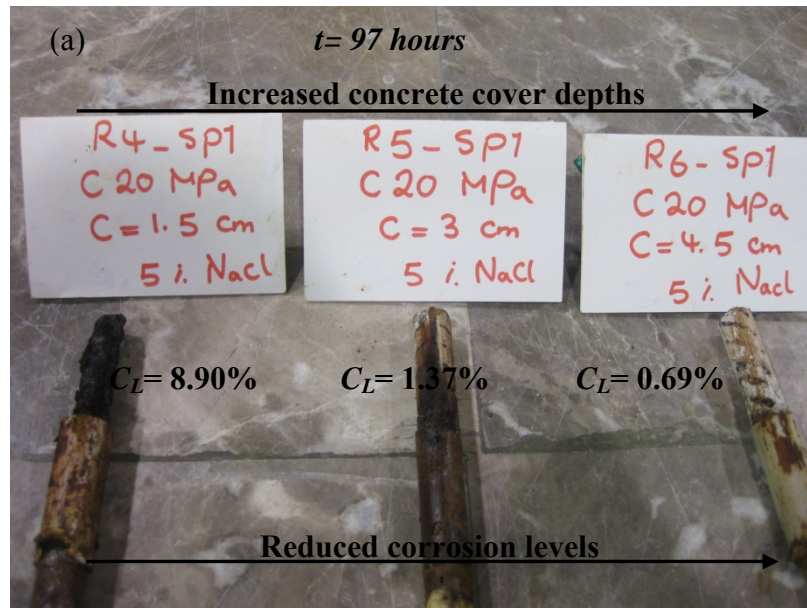 (a)
t= 97 hours
Increased concrete cover depths
R4-SP1
C 20 MPa
C = 1.5 cm
5 %. NaCl
R5-SP1
C 20 MPa
C = 3 cm
5 %. NaCl
R6-SP1
C 20 MPa
C = 4.5 cm
5 %. NaCl
CL= 8.90%
CL= 1.37%
CL= 0.69%
Reduced corrosion levels